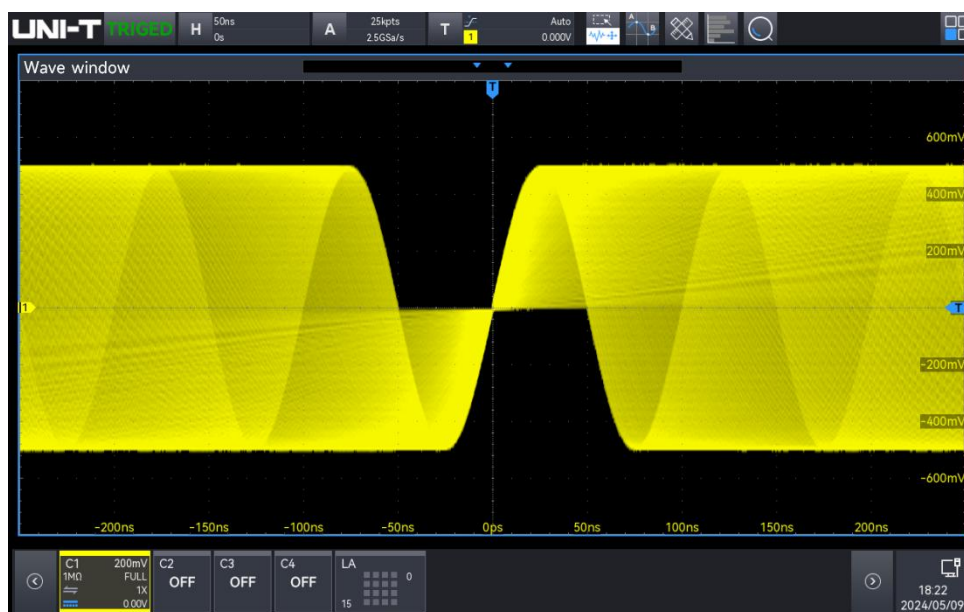 UNI-T TRIGED H 50ns 0s A 25kpts 2.5GSa/s T 1 Auto 0.000V
Wave window
T
600mV
400mV
200mV
1 T
-200mV
-400mV
-600mV
-200ns -150ns -100ns -50ns 0ps 50ns 100ns 150ns 200ns
C1 200mV C2 C3 C4 LA
1MΩ FULL OFF OFF OFF 0
1X 18:22
0.00V 15 2024/05/09